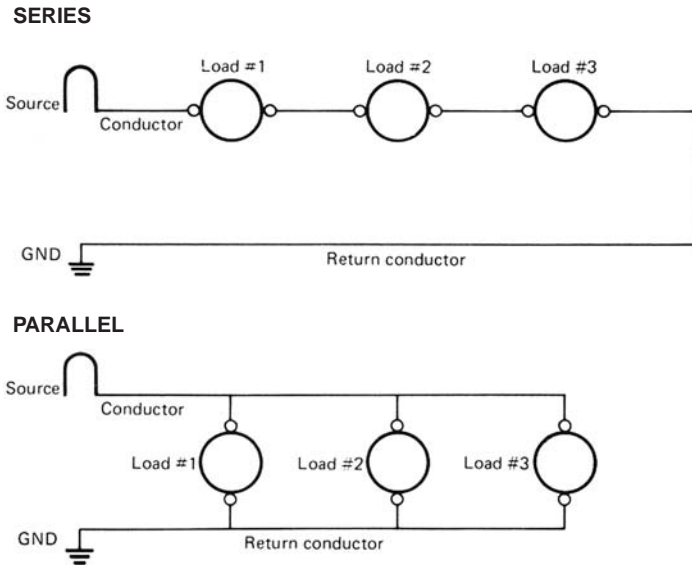 SERIES
Load #1
Load #2
Load #3
Source
Conductor
GND
Return conductor
PARALLEL
Source
Conductor
Load #1
Load #2
Load #3
GND
Return conductor